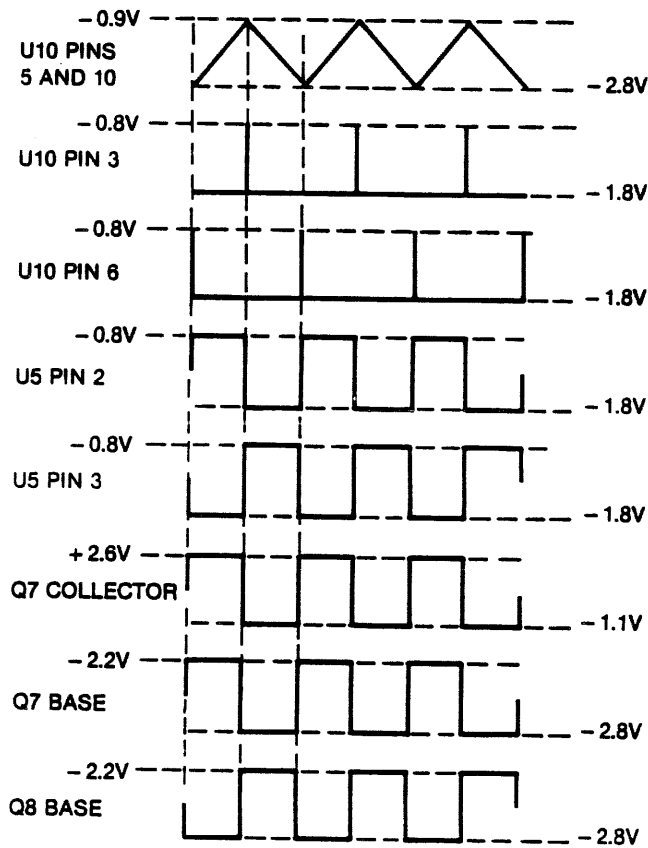 −0.9V
U10 PINS
5 AND 10
−2.8V
−0.8V
U10 PIN 3
−1.8V
−0.8V
U10 PIN 6
−1.8V
−0.8V
U5 PIN 2
−1.8V
−0.8V
U5 PIN 3
−1.8V
+2.6V
Q7 COLLECTOR
−1.1V
−2.2V
Q7 BASE
−2.8V
−2.2V
Q8 BASE
−2.8V